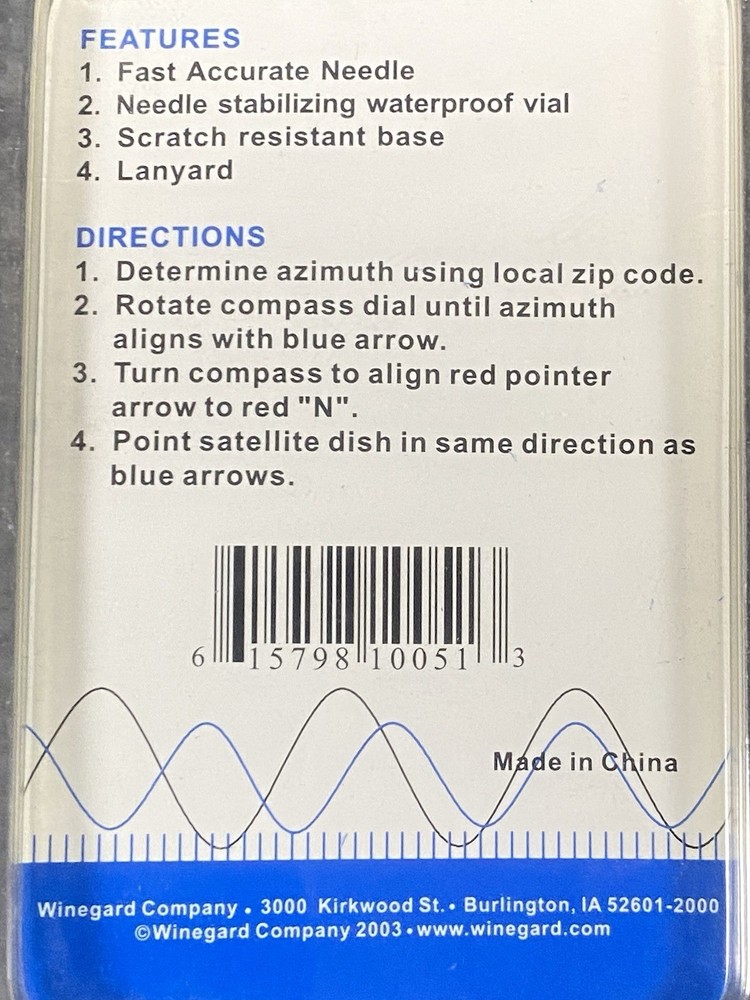 FEATURES
1. Fast Accurate Needle
2. Needle stabilizing waterproof vial
3. Scratch resistant base
4. Lanyard
DIRECTIONS
1. Determine azimuth using local zip code.
2. Rotate compass dial until azimuth
aligns with blue arrow.
3. Turn compass to align red pointer
arrow to red "N".
4. Point satellite dish in same direction as
blue arrows.
6 15798 10051 3
Made in China
Winegard Company • 3000 Kirkwood St. • Burlington, IA 52601-2000
©Winegard Company 2003 • www.winegard.com